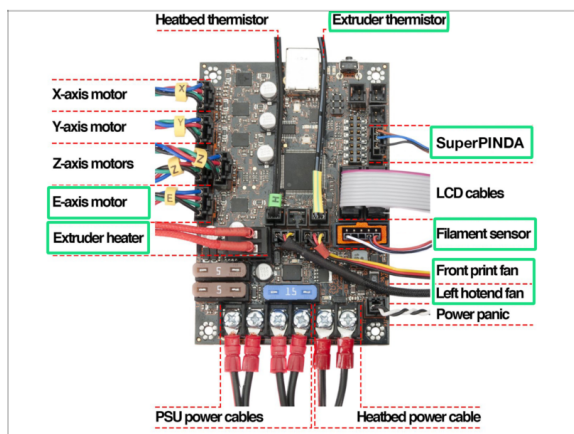 Heatbed thermistor
Extruder thermistor
X-axis motor
X
Y-axis motor
Y
Z-axis motors
Z
Z
E-axis motor
E
Extruder heater
H
SuperPINDA
LCD cables
Filament sensor
Front print fan
Left hotend fan
Power panic
5
5
15
PSU power cables
Heatbed power cable